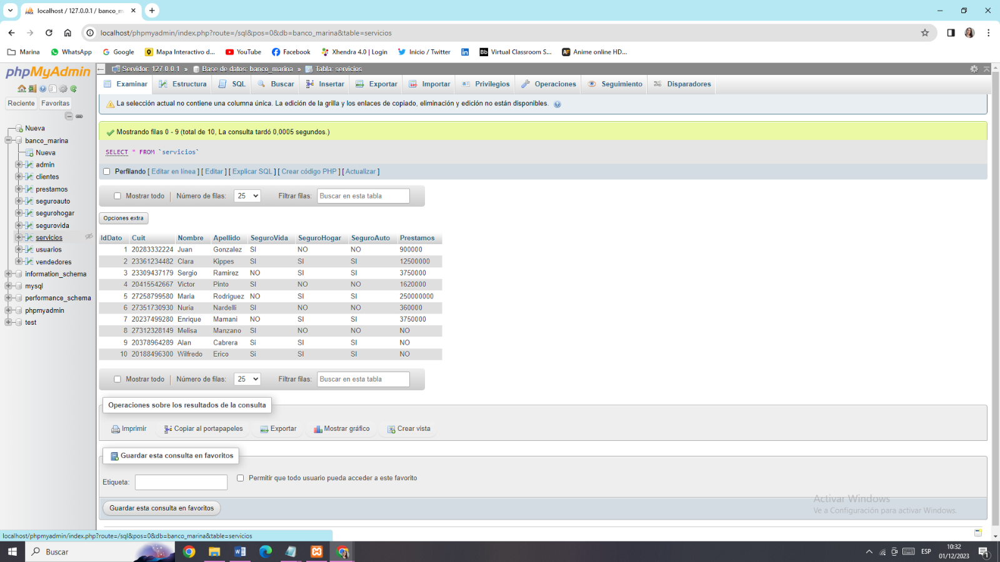 localhost / 127.0.0.1 / banco_m
localhost/phpmyadmin/index.php?route=/sql&pos=0&db=banco_marina&table=servicios
Marina WhatsApp Google Mapa Interactivo d... YouTube Facebook Xhendra 4.0 | Login Inicio / Twitter Bb Virtual Classroom S... Anime online HD...
phpMyAdmin
Reciente Favoritas
Nueva
banco_marina
Nueva
admin
clientes
prestamos
seguroauto
segurohogar
segurovida
servicios
usuarios
vendedores
information_schema
mysql
performance_schema
phpmyadmin
test
Servidor: 127.0.0.1 » Base de datos: banco_marina » Tabla: servicios
Examinar Estructura SQL Buscar Insertar Exportar Importar Privilegios Operaciones Seguimiento Disparadores
La selección actual no contiene una columna única. La edición de la grilla y los enlaces de copiado, eliminación y edición no están disponibles.
Mostrando filas 0 - 9 (total de 10, La consulta tardó 0,0005 segundos.)
SELECT * FROM `servicios`
Perfilando [ Editar en línea ] [ Editar ] [ Explicar SQL ] [ Crear código PHP ] [ Actualizar ]
Mostrar todo Número de filas: 25 Filtrar filas: Buscar en esta tabla
Opciones extra
IdDato Cuit Nombre Apellido SeguroVida SeguroHogar SeguroAuto Prestamos
1 20283332224 Juan Gonzalez SI NO NO 900000
2 23361234482 Clara Kippes SI SI SI 12500000
3 23309437179 Sergio Ramirez NO SI SI 3750000
4 20415542667 Victor Pinto SI NO NO 1620000
5 27258799580 Maria Rodriguez NO SI SI 250000000
6 27351730930 Nuria Nardelli SI NO NO 360000
7 20237499280 Enrique Mamani NO SI SI 3750000
8 27312328149 Melisa Manzano SI NO NO NO
9 20378964289 Alan Cabrera Si SI SI NO
10 20188496300 Wilfredo Erico Si SI SI NO
Mostrar todo Número de filas: 25 Filtrar filas: Buscar en esta tabla
Operaciones sobre los resultados de la consulta
Imprimir Copiar al portapapeles Exportar Mostrar gráfico Crear vista
Guardar esta consulta en favoritos
Etiqueta: Permitir que todo usuario pueda acceder a este favorito
Guardar esta consulta en favoritos
Activar Windows
Ve a Configuración para activar Windows.
localhost/phpmyadmin/index.php?route=/sql&pos=0&db=banco_marina&table=servicios
Buscar
ESP
10:32
01/12/2023
1